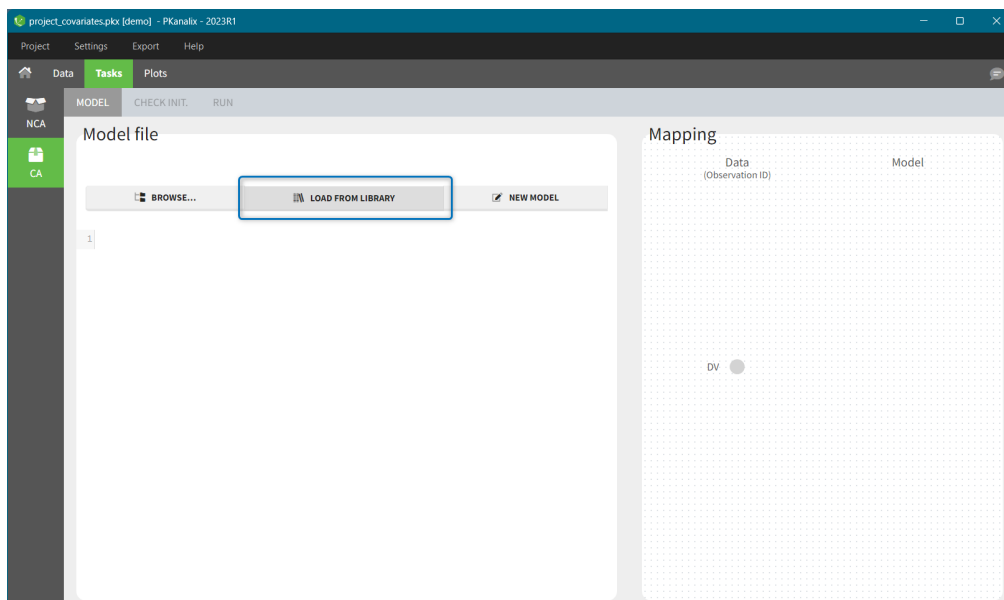 project_covariates.pkx [demo] - PKanalix - 2023R1
Project Settings Export Help
Data Tasks Plots
NCA
CA
MODEL CHECK INIT. RUN
Model file
BROWSE... LOAD FROM LIBRARY NEW MODEL
1
Mapping
Data Model
(Observation ID)
DV